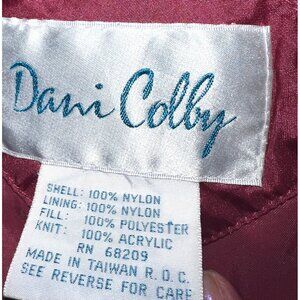 Dani Colby
SHELL: 100% NYLON
LINING: 100% NYLON
FILL: 100% POLYESTER
KNIT: 100% ACRYLIC
RN 68209
MADE IN TAIWAN R.O.C.
SEE REVERSE FOR CARE